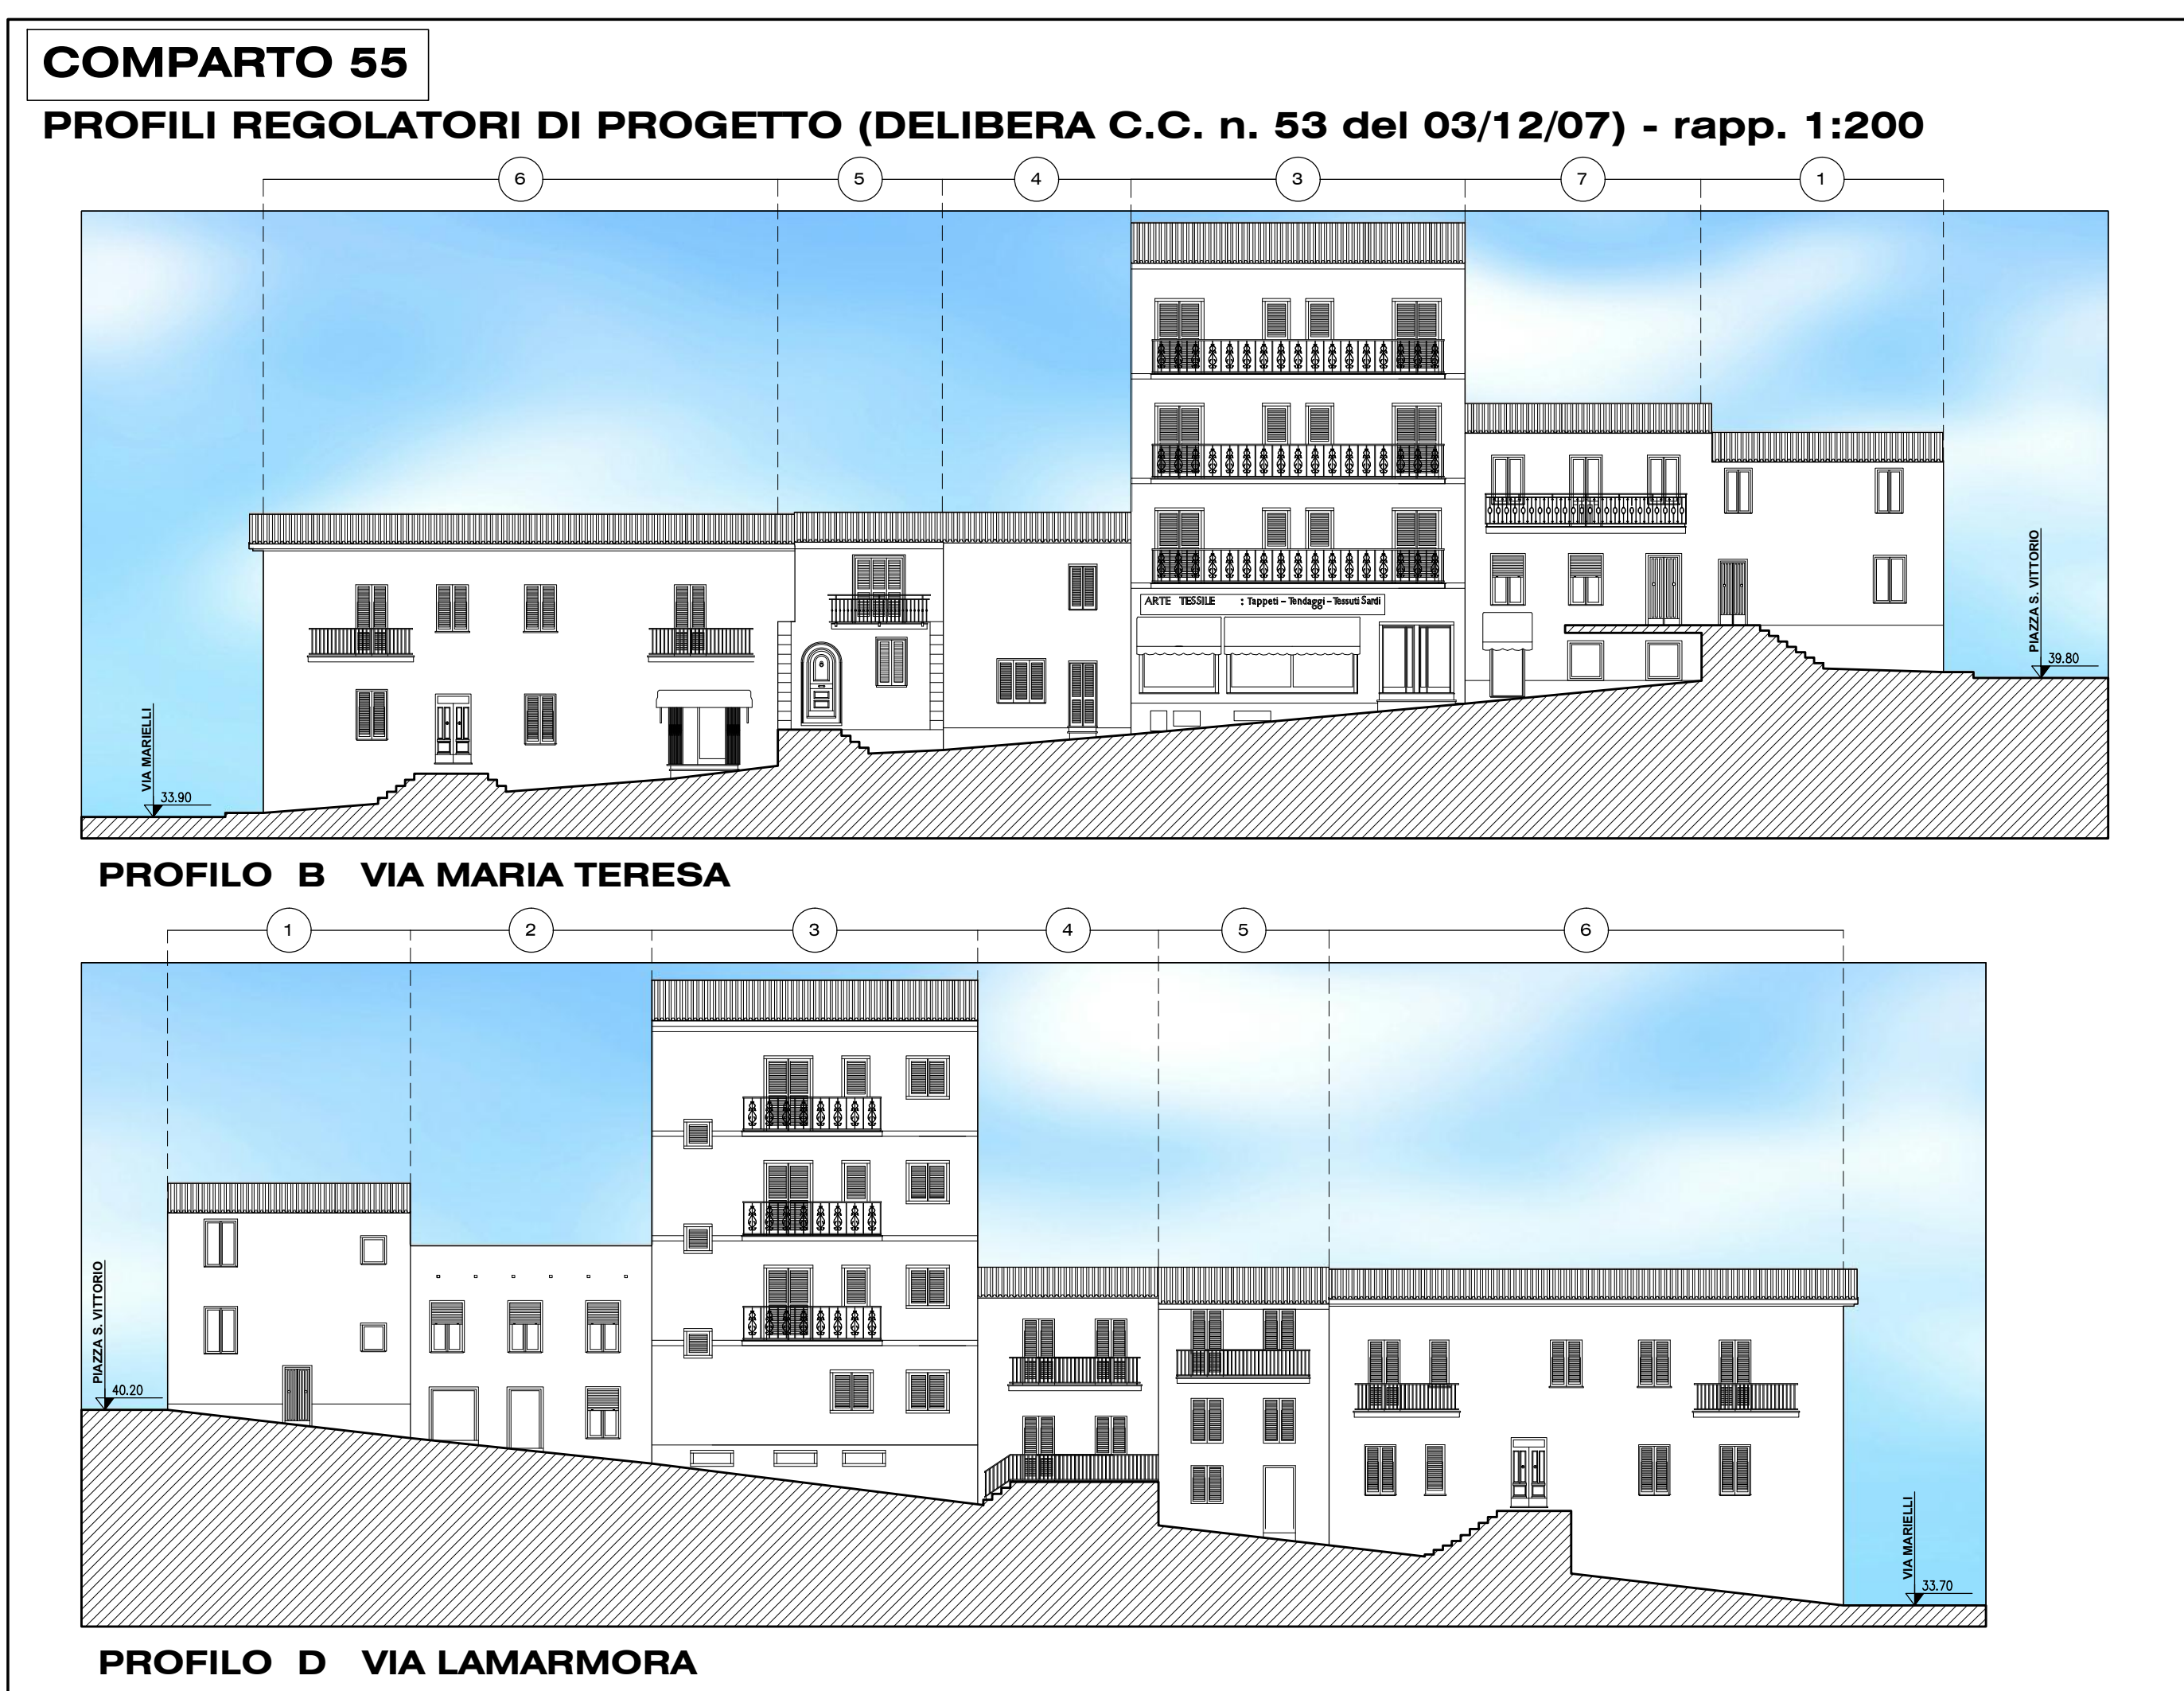 COMPARTO 55
PROFILI REGOLATORI DI PROGETTO (DELIBERA C.C. n. 53 del 03/12/07) - rapp. 1:200
6 5 4 3 7 1
ARTE TESSILE : Tappeti – Tendaggi – Tessuti Sardi
PIAZZA S. VITTORIO
39.80
VIA MARIELLI
33.90
PROFILO B VIA MARIA TERESA
1 2 3 4 5 6
PIAZZA S. VITTORIO
40.20
VIA MARIELLI
33.70
PROFILO D VIA LAMARMORA